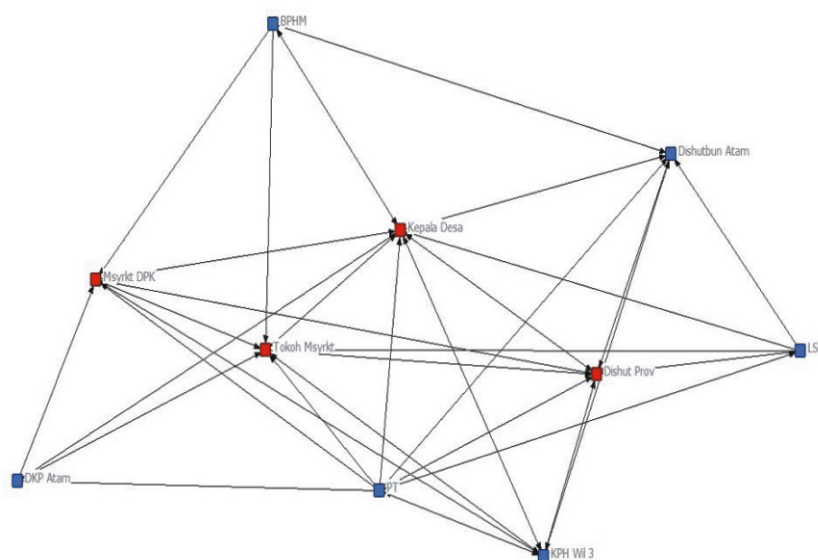 BPHM
Dishutbun Atam
Kepala Desa
Msyrkt DPK
Tokoh Msyrkt
LS
Dishut Prov
DKP Atam
PT
KPH Wil 3